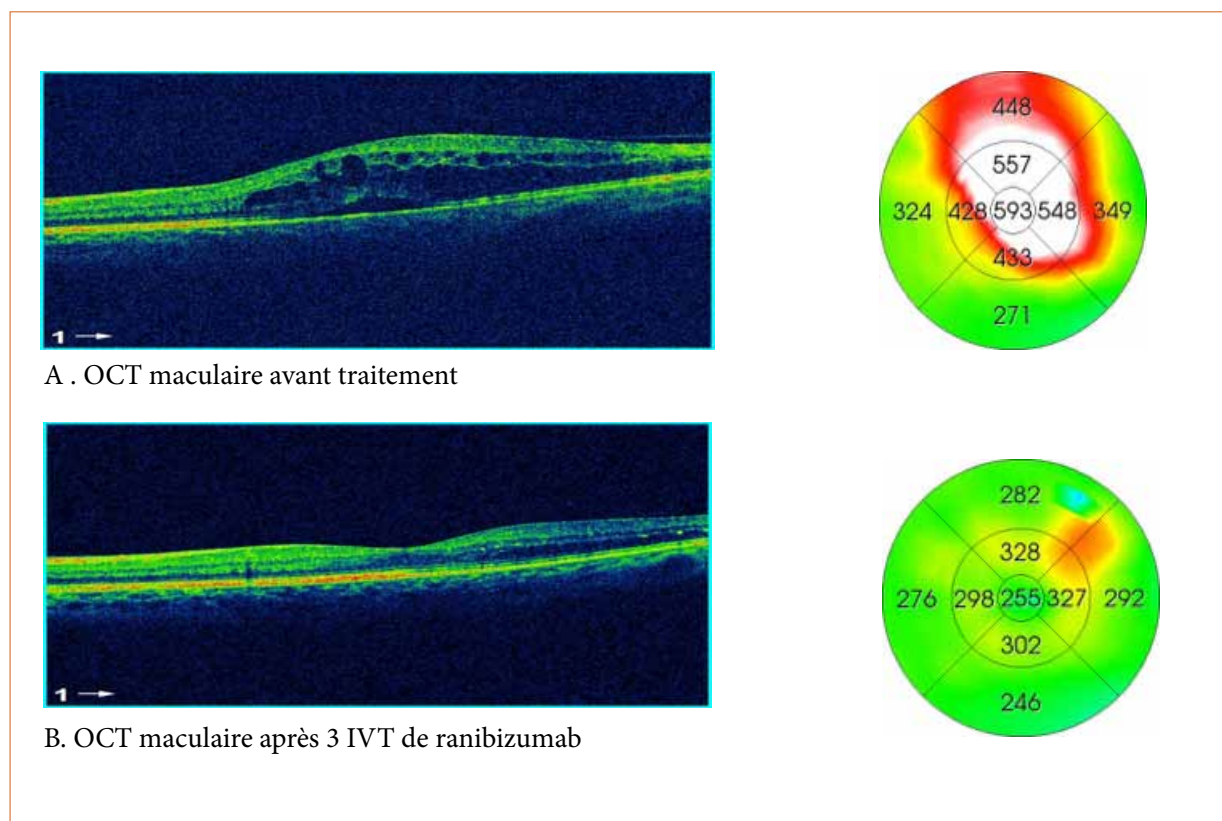 448
557
324 428 593 548 349
433
271
1
A . OCT maculaire avant traitement
282
328
276 298 255 327 292
302
246
1
B. OCT maculaire après 3 IVT de ranibizumab